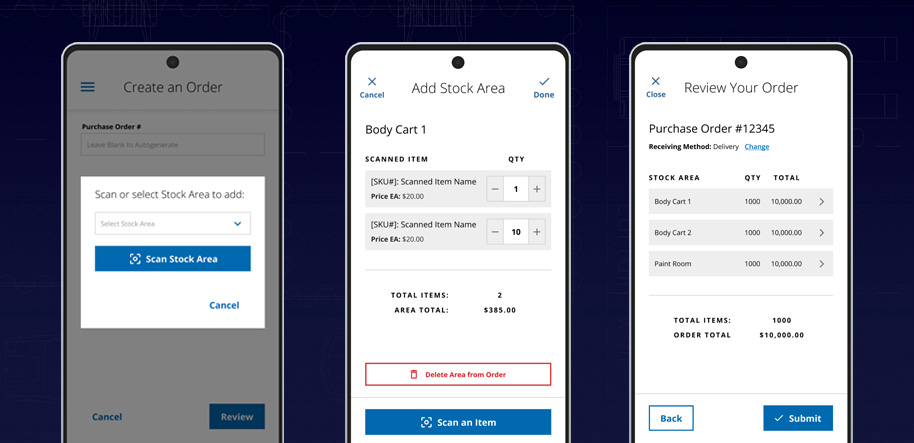 Create an Order
Purchase Order #
Leave Blank to Autogenerate
Scan or select Stock Area to add:
Select Stock Area
Scan Stock Area
Cancel
Cancel
Review
Cancel
Add Stock Area
Done
Body Cart 1
SCANNED ITEM QTY
[SKU#]: Scanned Item Name
Price EA: $20.00
− 1 +
[SKU#]: Scanned Item Name
Price EA: $20.00
− 10 +
TOTAL ITEMS: 2
AREA TOTAL: $385.00
Delete Area from Order
Scan an Item
Close
Review Your Order
Purchase Order #12345
Receiving Method: Delivery Change
STOCK AREA QTY TOTAL
Body Cart 1 1000 10,000.00
Body Cart 2 1000 10,000.00
Paint Room 1000 10,000.00
TOTAL ITEMS: 1000
ORDER TOTAL $10,000.00
Back
Submit